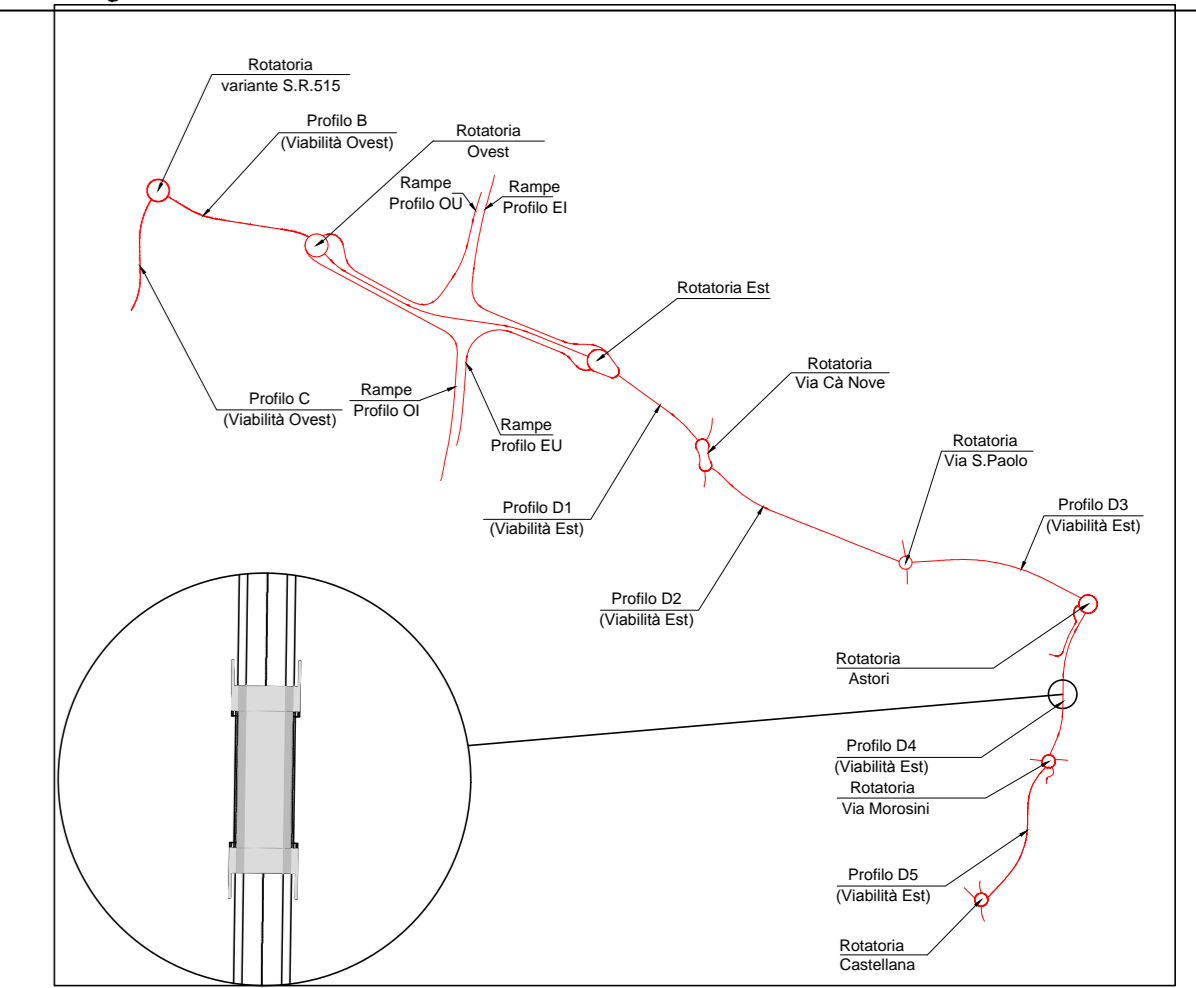 Rotatoria
variante S.R.515
Profilo B
(Viabilità Ovest)
Rotatoria
Ovest
Rampe
Profilo OU
Rampe
Profilo EI
Rotatoria Est
Rotatoria
Via Cà Nove
Profilo C
(Viabilità Ovest)
Rampe
Profilo OI
Rampe
Profilo EU
Rotatoria
Via S.Paolo
Profilo D1
(Viabilità Est)
Profilo D3
(Viabilità Est)
Profilo D2
(Viabilità Est)
Rotatoria
Astori
Profilo D4
(Viabilità Est)
Rotatoria
Via Morosini
Profilo D5
(Viabilità Est)
Rotatoria
Castellana